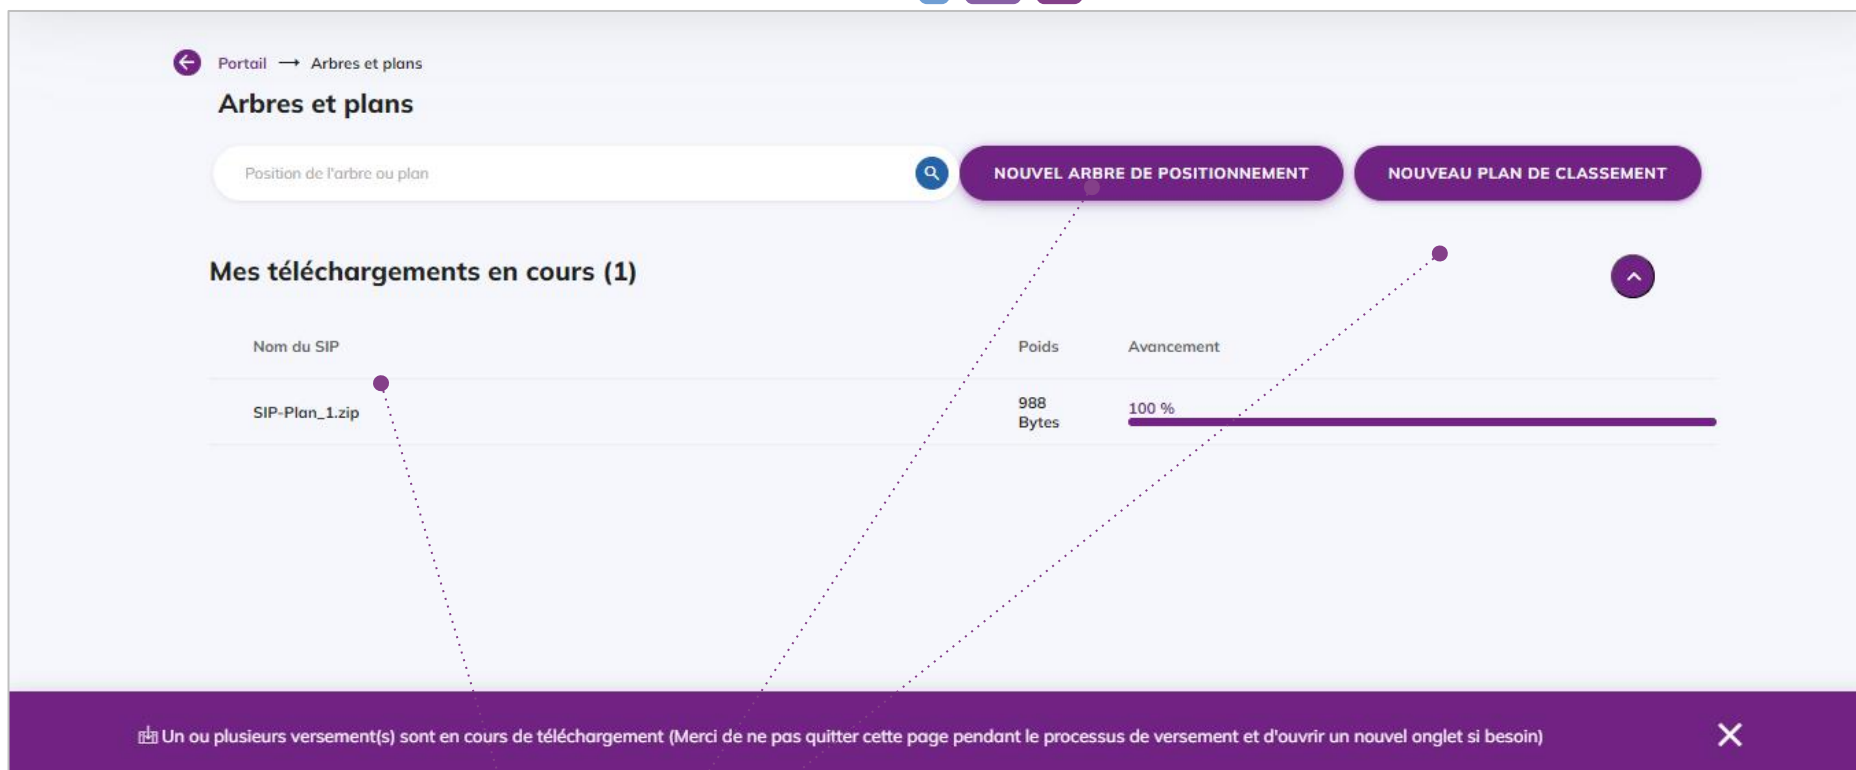 Portail → Arbres et plans
Arbres et plans
Position de l'arbre ou plan
NOUVEL ARBRE DE POSITIONNEMENT
NOUVEAU PLAN DE CLASSEMENT
Mes téléchargements en cours (1)
Nom du SIP Poids Avancement
SIP-Plan_1.zip 988 Bytes 100 %
Un ou plusieurs versement(s) sont en cours de téléchargement (Merci de ne pas quitter cette page pendant le processus de versement et d'ouvrir un nouvel onglet si besoin)